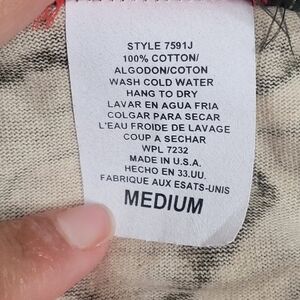 STYLE 7591J
100% COTTON/
ALGODON/COTON
WASH COLD WATER
HANG TO DRY
LAVAR EN AGUA FRIA
COLGAR PARA SECAR
L'EAU FROIDE DE LAVAGE
COUP A SECHAR
WPL 7232
MADE IN U.S.A.
HECHO EN 33.UU.
FABRIQUE AUX ESATS-UNIS
MEDIUM